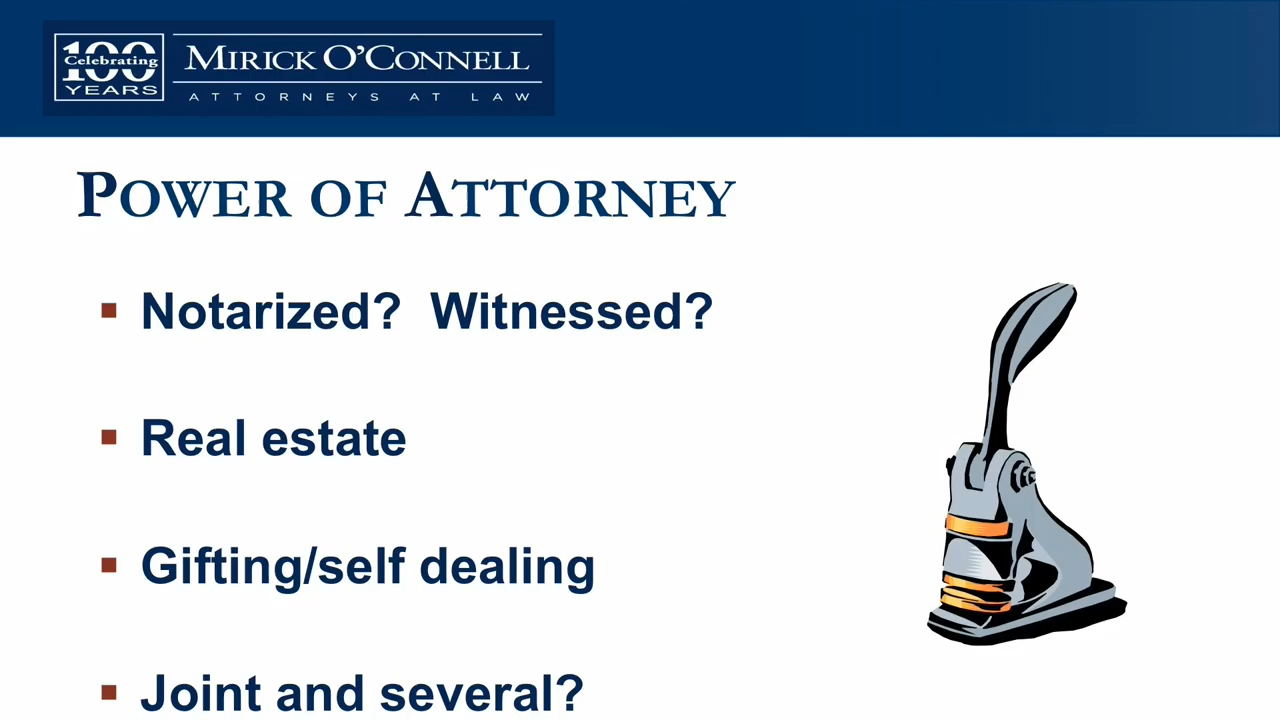 100
Celebrating
YEARS
MIRICK O'CONNELL
ATTORNEYS AT LAW
POWER OF ATTORNEY
Notarized? Witnessed?
Real estate
Gifting/self dealing
Joint and several?